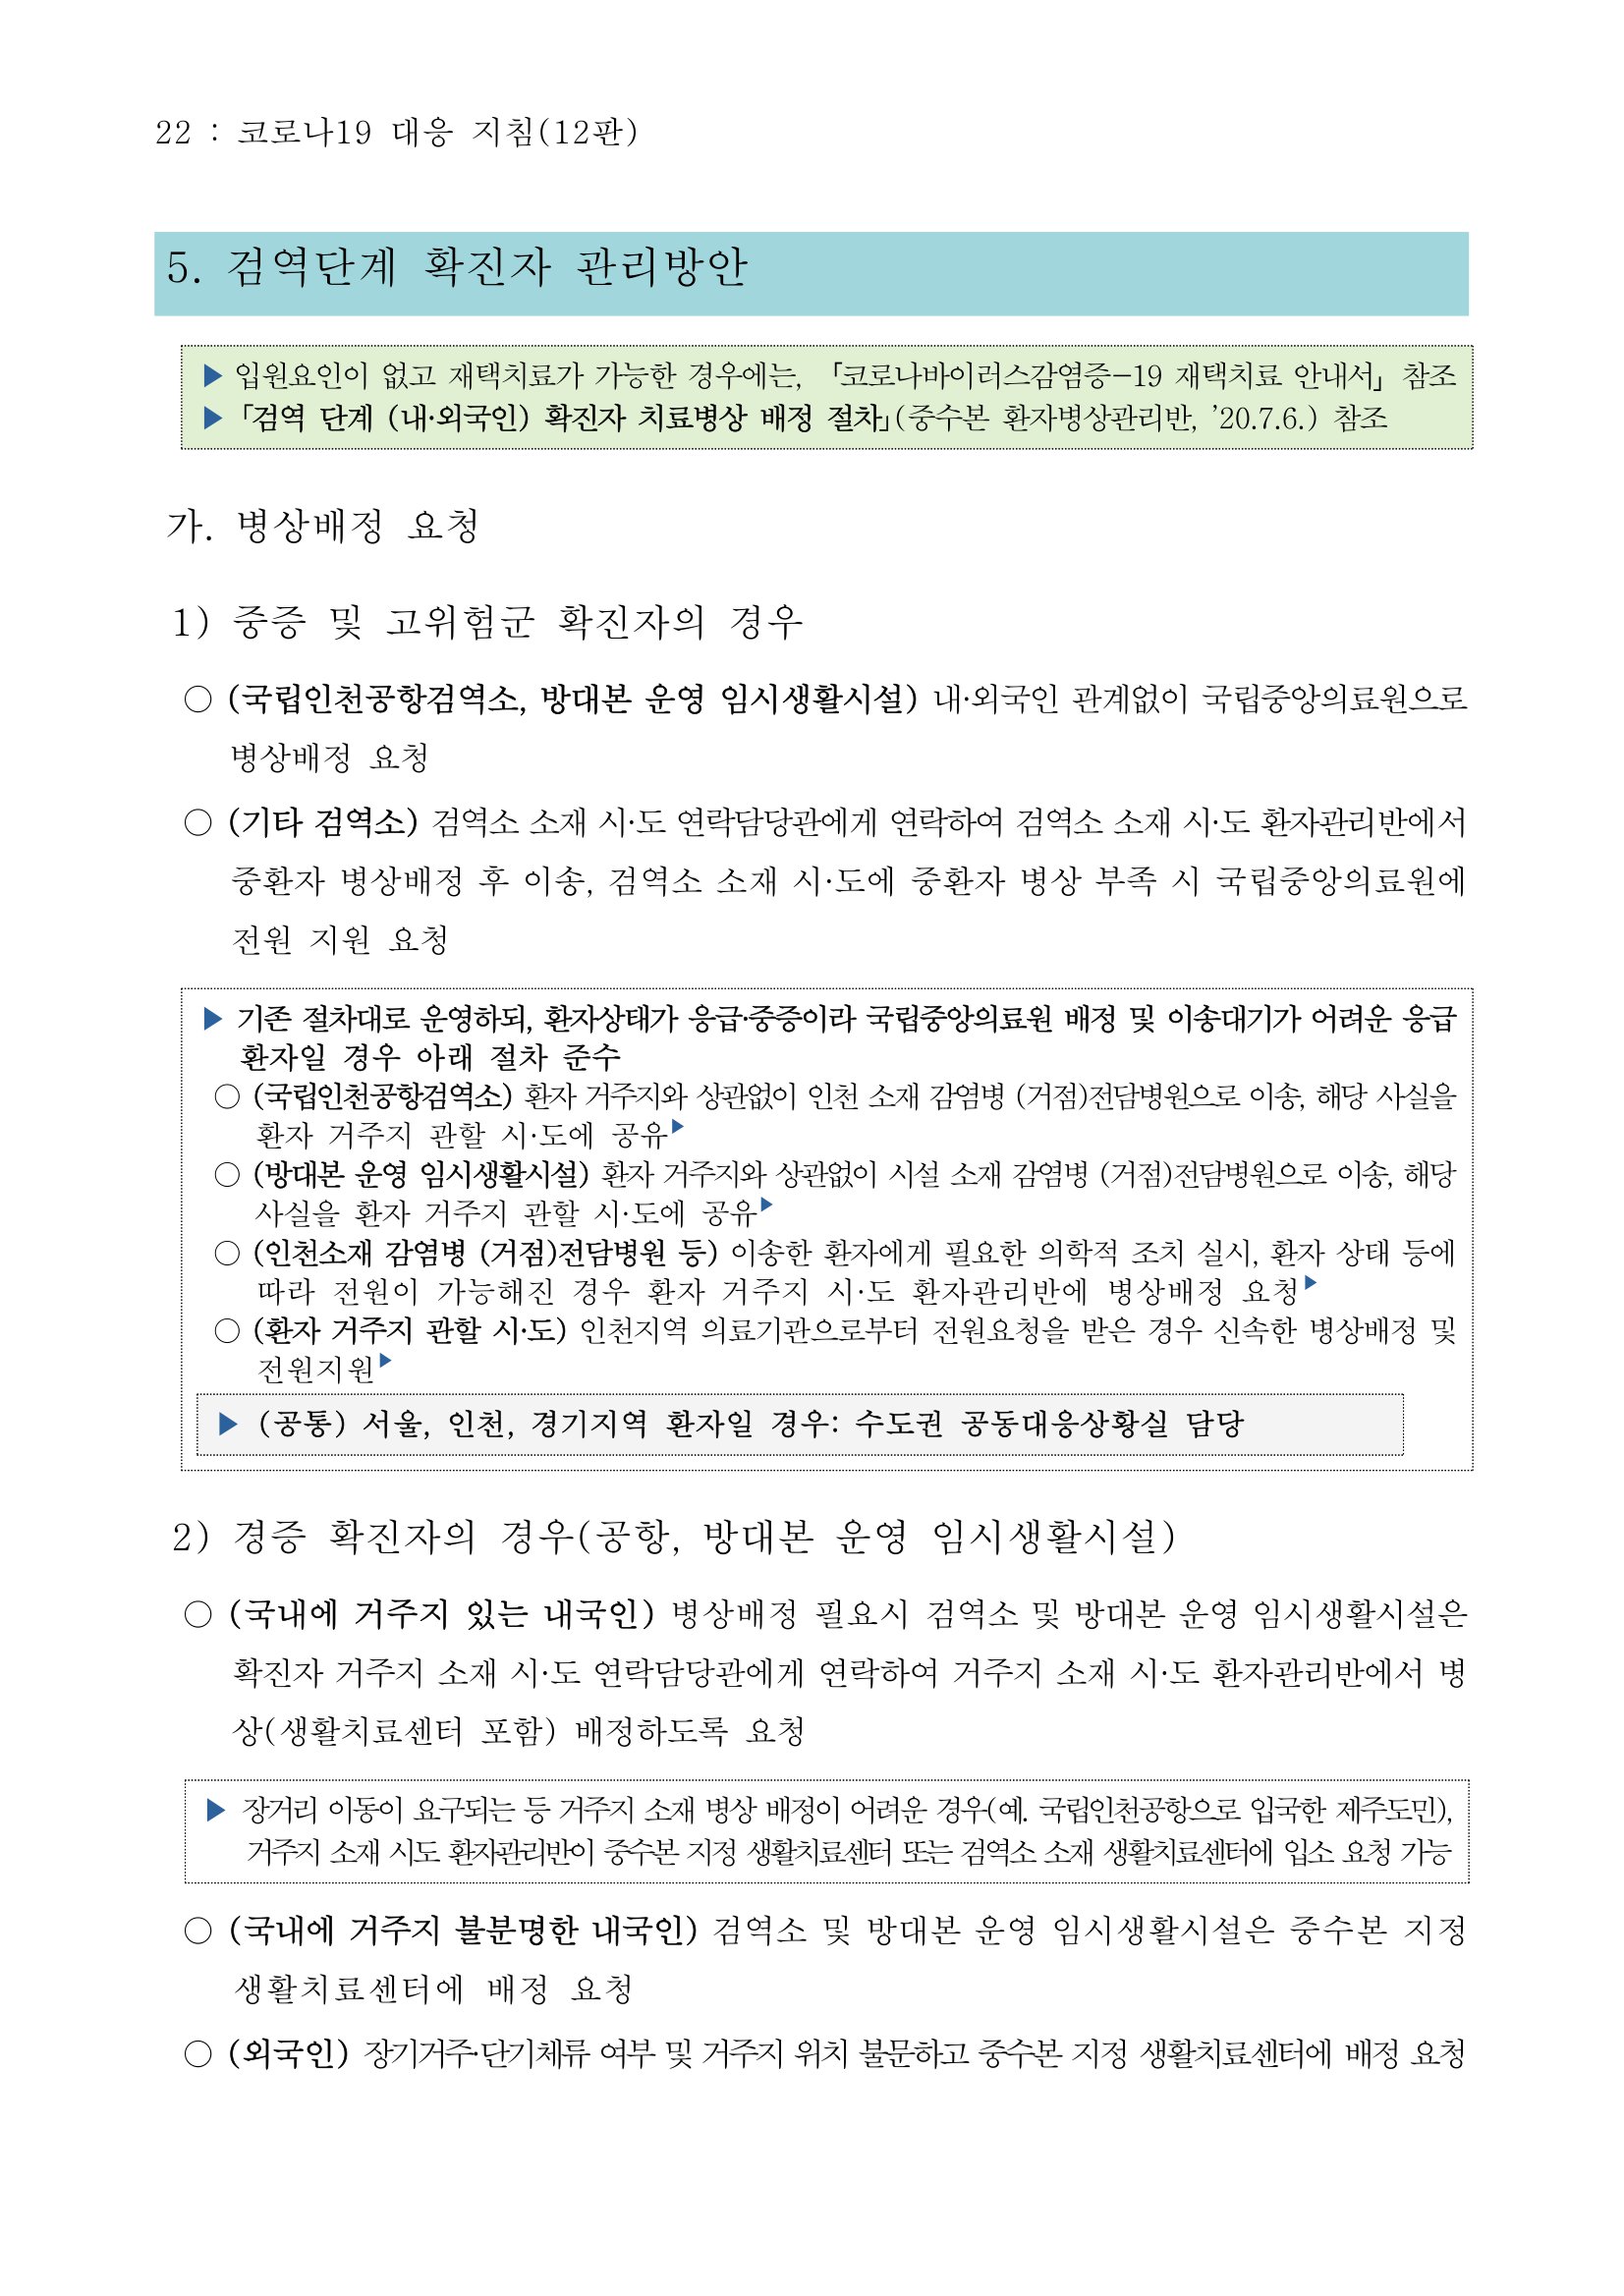 22 : 코로나19 대응 지침(12판)
5. 검역단계 확진자 관리방안
▶ 입원요인이 없고 재택치료가 가능한 경우에는, 「코로나바이러스감염증-19 재택치료 안내서」 참조
▶ 「검역 단계 (내·외국인) 확진자 치료병상 배정 절차」(중수본 환자병상관리반, ’20.7.6.) 참조
가. 병상배정 요청
1) 중증 및 고위험군 확진자의 경우
○ (국립인천공항검역소, 방대본 운영 임시생활시설) 내·외국인 관계없이 국립중앙의료원으로
병상배정 요청
○ (기타 검역소) 검역소 소재 시·도 연락담당관에게 연락하여 검역소 소재 시·도 환자관리반에서
중환자 병상배정 후 이송, 검역소 소재 시·도에 중환자 병상 부족 시 국립중앙의료원에
전원 지원 요청
▶ 기존 절차대로 운영하되, 환자상태가 응급·중증이라 국립중앙의료원 배정 및 이송대기가 어려운 응급
환자일 경우 아래 절차 준수
○ (국립인천공항검역소) 환자 거주지와 상관없이 인천 소재 감염병 (거점)전담병원으로 이송, 해당 사실을
환자 거주지 관할 시·도에 공유▶
○ (방대본 운영 임시생활시설) 환자 거주지와 상관없이 시설 소재 감염병 (거점)전담병원으로 이송, 해당
사실을 환자 거주지 관할 시·도에 공유▶
○ (인천소재 감염병 (거점)전담병원 등) 이송한 환자에게 필요한 의학적 조치 실시, 환자 상태 등에
따라 전원이 가능해진 경우 환자 거주지 시·도 환자관리반에 병상배정 요청▶
○ (환자 거주지 관할 시·도) 인천지역 의료기관으로부터 전원요청을 받은 경우 신속한 병상배정 및
전원지원▶
▶ (공통) 서울, 인천, 경기지역 환자일 경우: 수도권 공동대응상황실 담당
2) 경증 확진자의 경우(공항, 방대본 운영 임시생활시설)
○ (국내에 거주지 있는 내국인) 병상배정 필요시 검역소 및 방대본 운영 임시생활시설은
확진자 거주지 소재 시·도 연락담당관에게 연락하여 거주지 소재 시·도 환자관리반에서 병
상(생활치료센터 포함) 배정하도록 요청
▶ 장거리 이동이 요구되는 등 거주지 소재 병상 배정이 어려운 경우(예. 국립인천공항으로 입국한 제주도민),
거주지 소재 시도 환자관리반이 중수본 지정 생활치료센터 또는 검역소 소재 생활치료센터에 입소 요청 가능
○ (국내에 거주지 불분명한 내국인) 검역소 및 방대본 운영 임시생활시설은 중수본 지정
생활치료센터에 배정 요청
○ (외국인) 장기거주·단기체류 여부 및 거주지 위치 불문하고 중수본 지정 생활치료센터에 배정 요청